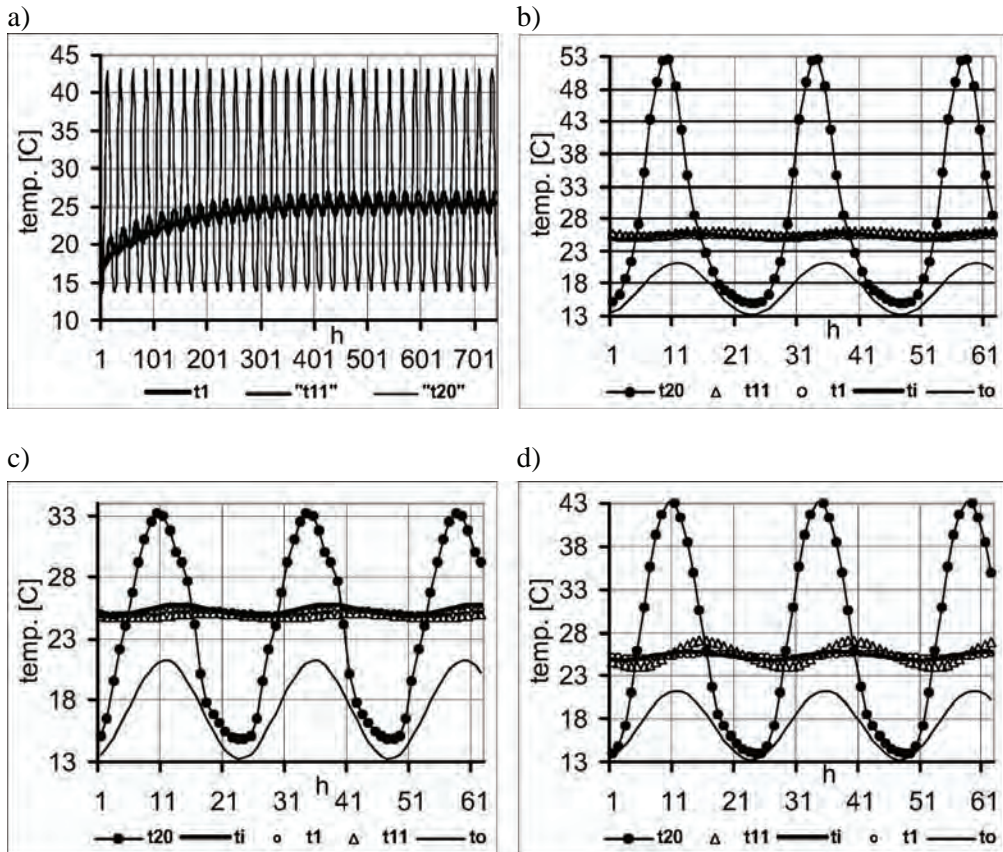 a)
temp. [C]
45
40
35
30
25
20
15
10
h
1 101 201 301 401 501 601 701
t1 "t11" "t20"
b)
temp. [C]
53
48
43
38
33
28
23
18
13
h
1 11 21 31 41 51 61
t20 t11 t1 ti to
c)
temp. [C]
33
28
23
18
13
h
1 11 21 31 41 51 61
t20 ti t1 t11 to
d)
temp. [C]
43
38
33
28
23
18
13
h
1 11 21 31 41 51 61
t20 t11 ti t1 to